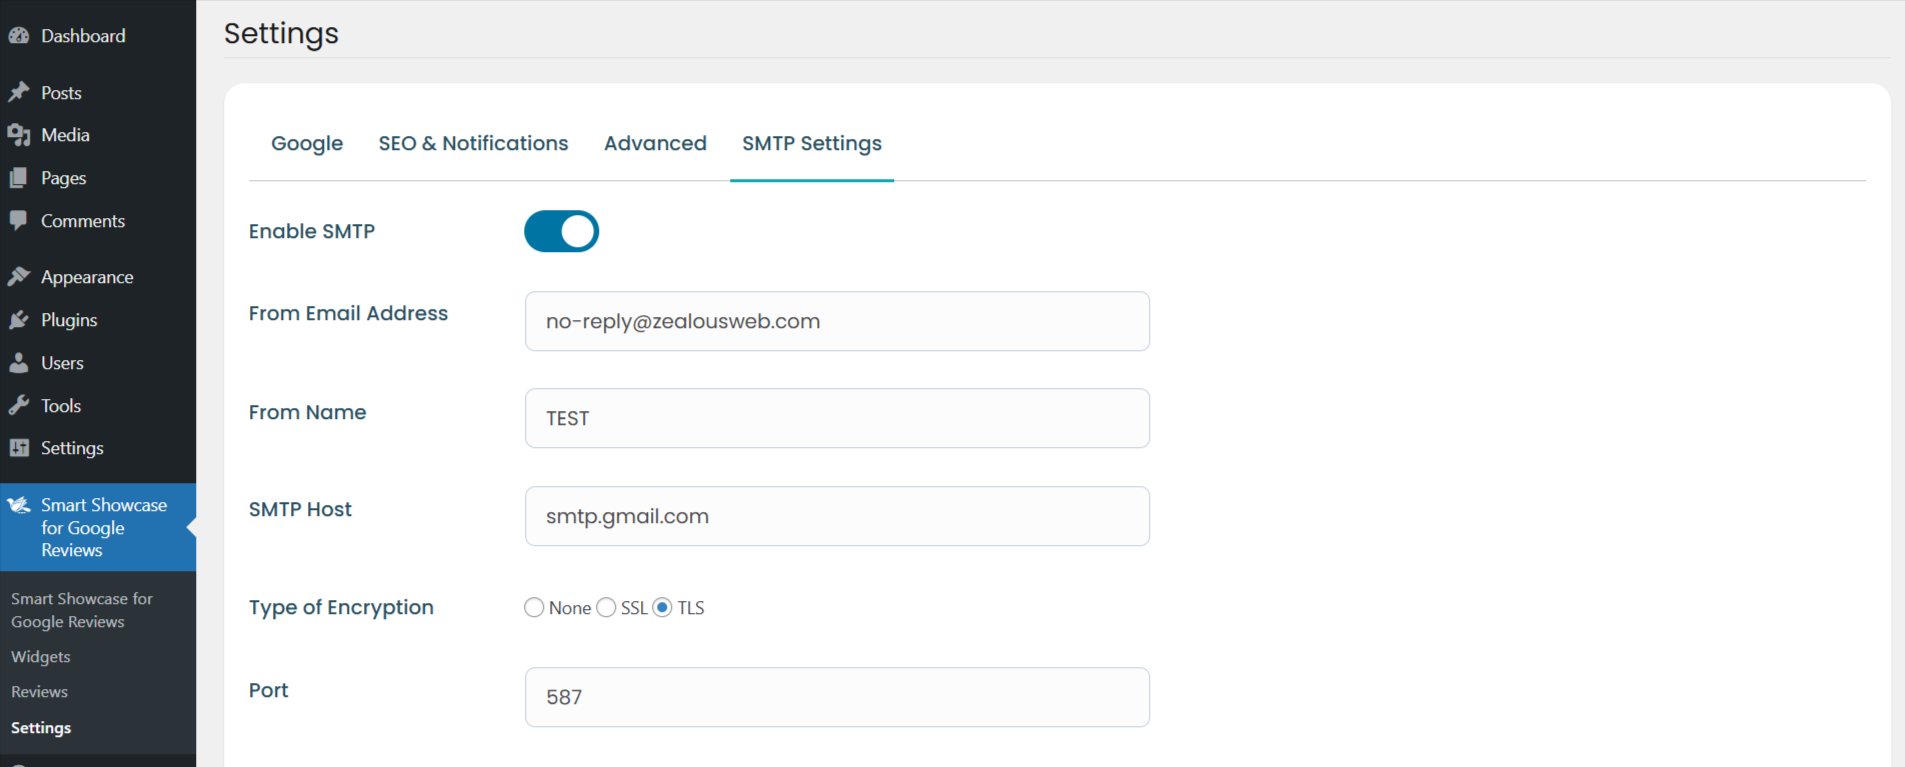 Dashboard
Posts
Media
Pages
Comments
Appearance
Plugins
Users
Tools
Settings
Smart Showcase
for Google
Reviews
Smart Showcase for
Google Reviews
Widgets
Reviews
Settings
Settings
Google SEO & Notifications Advanced SMTP Settings
Enable SMTP
From Email Address no-reply@zealousweb.com
From Name TEST
SMTP Host smtp.gmail.com
Type of Encryption None SSL TLS
Port 587